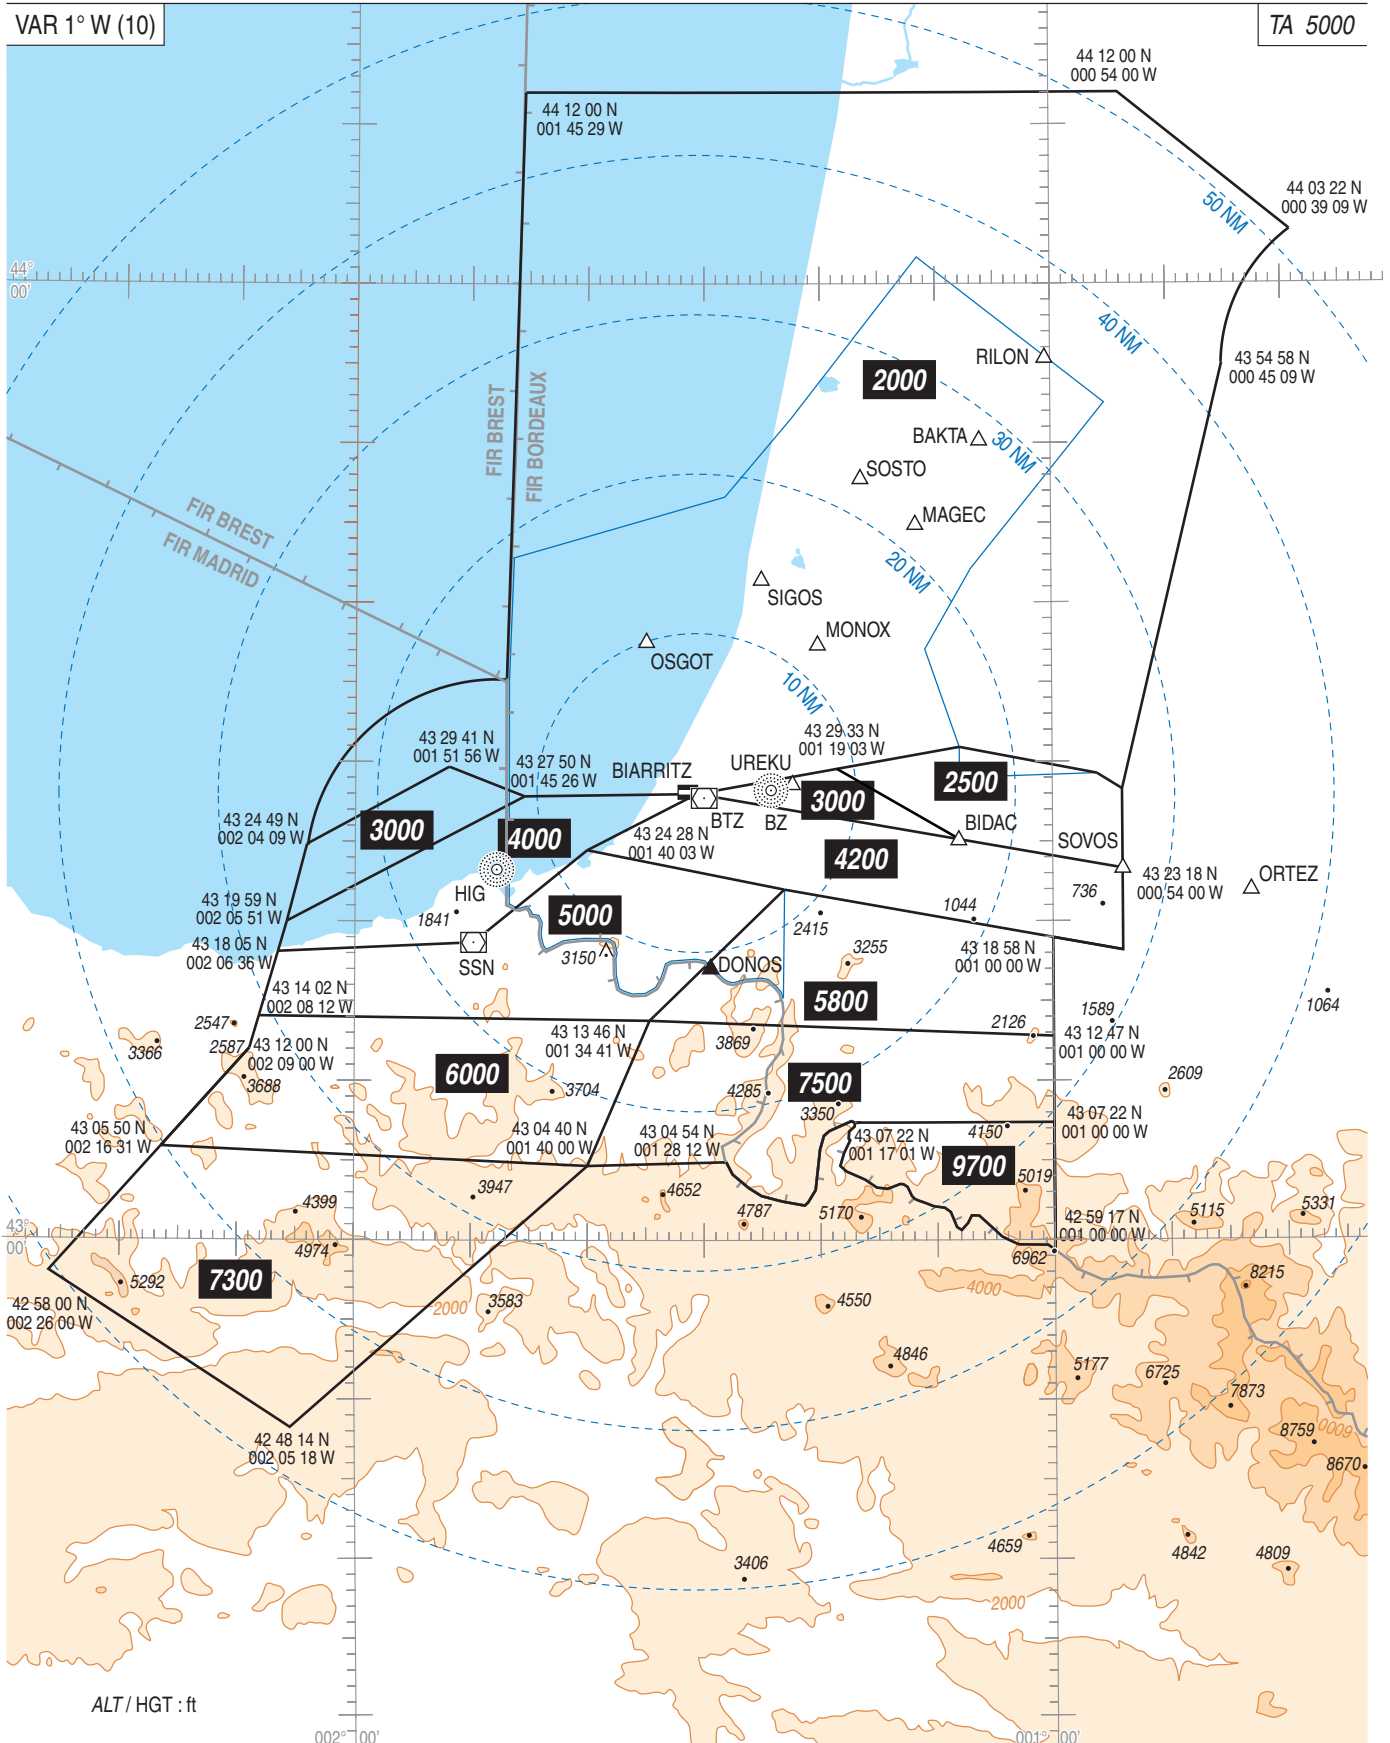 VAR 1° W (10)
TA 5000
44 12 00 N
000 54 00 W
44 12 00 N
001 45 29 W
44 03 22 N
000 39 09 W
50 NM
44°
00'
40 NM
RILON
43 54 58 N
000 45 09 W
2000
FIR BREST
FIR BORDEAUX
BAKTA
30 NM
SOSTO
FIR BREST
FIR MADRID
MAGEC
20 NM
SIGOS
MONOX
OSGOT
10 NM
43 29 41 N
001 51 56 W
43 29 33 N
001 19 03 W
43 27 50 N
001 45 26 W
BIARRITZ
UREKU
2500
3000
43 24 49 N
002 04 09 W
3000
4000
BTZ
BZ
BIDAC
43 24 28 N
001 40 03 W
SOVOS
4200
43 23 18 N
000 54 00 W
ORTEZ
HIG
736
43 19 59 N
002 05 51 W
1841
5000
2415
1044
43 18 05 N
002 06 36 W
SSN
3150
DONOS
3255
43 18 58 N
001 00 00 W
43 14 02 N
002 08 12 W
5800
1064
1589
2547
3366
2587
43 12 00 N
002 09 00 W
43 13 46 N
001 34 41 W
3869
2126
43 12 47 N
001 00 00 W
3688
6000
3704
4285
7500
3350
2609
43 05 50 N
002 16 31 W
43 04 40 N
001 40 00 W
43 04 54 N
001 28 12 W
43 07 22 N
001 17 01 W
4150
43 07 22 N
001 00 00 W
9700
3947
4652
5019
4399
4787
5170
42 59 17 N
001 00 00 W
5115
5331
43°
00'
4974
6962
5292
7300
8215
4000
42 58 00 N
002 26 00 W
2000
3583
4550
4846
5177
6725
7873
42 48 14 N
002 05 18 W
6000
8759
8670
4659
4842
4809
3406
2000
ALT / HGT : ft
002° 00'
001° 00'